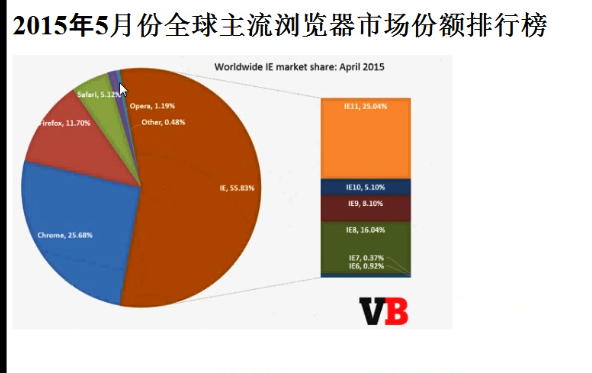 2015年5月份全球主流浏览器市场份额排行榜
Worldwide IE market share: April 2015
IE11, 25.04%
Safari, 5.12%
Opera, 1.19%
Other, 0.48%
Firefox, 11.70%
IE, 55.83%
IE10, 5.10%
IE9, 8.10%
IE8, 16.04%
Chrome, 25.68%
IE7, 0.37%
IE6, 0.92%
VB